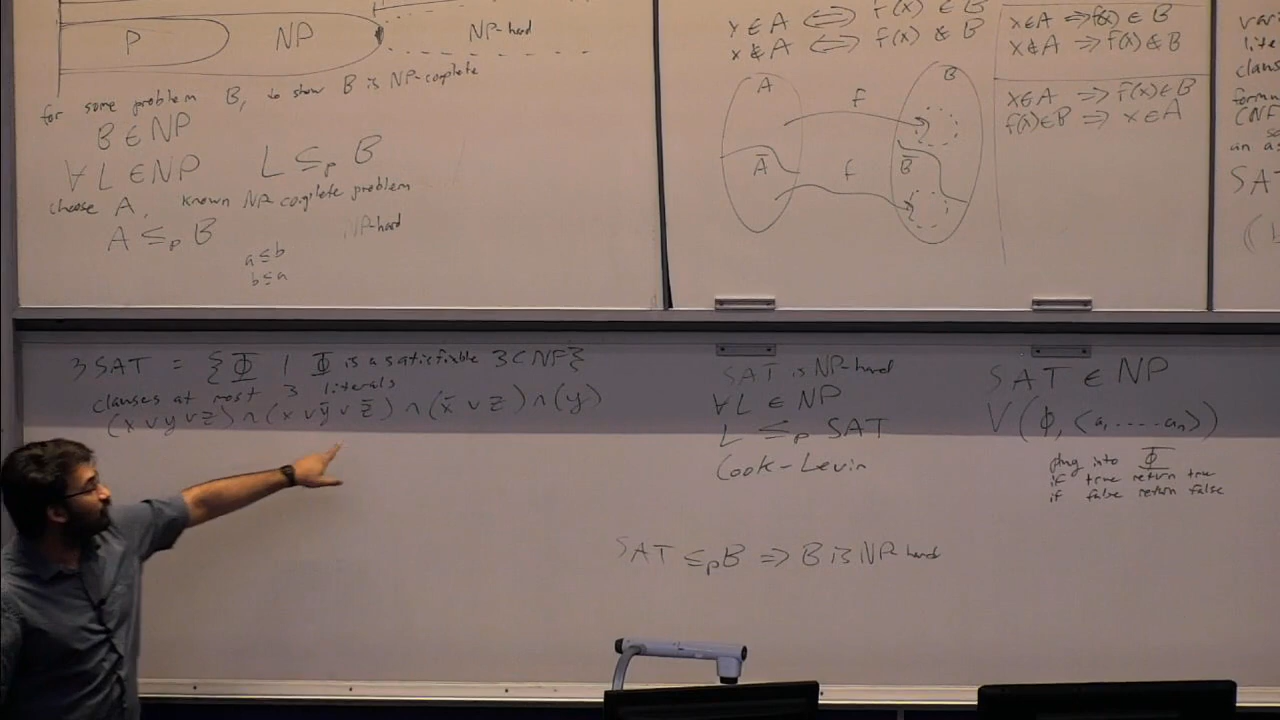 P NP NP-hard
for some problem B, to show B is NP-complete
B ∈ NP
∀ L ∈ NP L ≤p B
choose A, known NP-complete problem
A ≤p B NP-hard
a ≤ b
b ≤ a
x ∈ A ⟺ f(x) ∈ B
x ∉ A ⟺ f(x) ∉ B
A f B
Ā f B̄
x ∈ A ⇒ f(x) ∈ B
x ∉ A ⇒ f(x) ∉ B
x ∈ A ⇒ f(x) ∈ B
f(x) ∈ B ⇒ x ∈ A
CNF
SAT
3SAT = { Φ | Φ is a satisfiable 3CNF}
clauses at most 3 literals
(x ∨ y ∨ z) ∧ (x ∨ ȳ ∨ z̄) ∧ (x̄ ∨ z) ∧ (y)
SAT is NP-hard
∀ L ∈ NP
L ≤p SAT
Cook-Levin
SAT ∈ NP
V(ϕ, <a, ..... aₙ>)
plug into Φ
if true return true
if false return false
SAT ≤p B ⇒ B is NP-hard